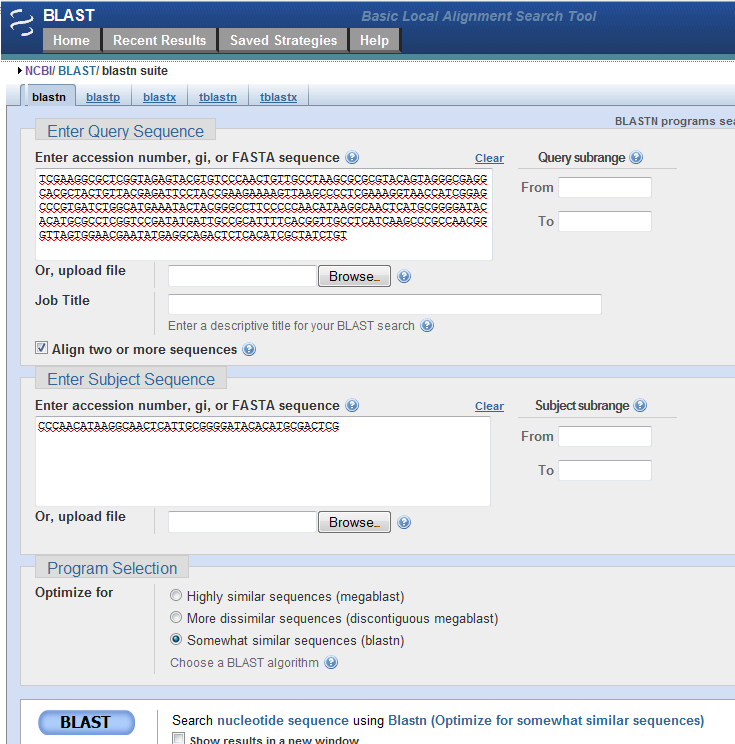 BLAST Basic Local Alignment Search Tool
Home Recent Results Saved Strategies Help
NCBI/ BLAST/ blastn suite
blastn blastp blastx tblastn tblastx
BLASTN programs sea
Enter Query Sequence
Enter accession number, gi, or FASTA sequence Clear Query subrange
TCGAAGGCGCTCGGTAGAGTACGTGTCCCAACTGTTGCCTAAGCGCGCGTACAGTAGGGCGAGG
CACGCTACTGTTACGAGATTCCTACCGAAGAAAAGTTAAGCCCCTCGAAAGGTAACCATCGGAG
CCCGTGATCTGGCATGAAATACTACGGGCCTTCCCCCAACATAAGGCAACTCATGCGGGGATAC
ACATGCGCCTCGGTCCGATATGATTGCCGCATTTTCACGGTTGCCTCATCAAGCCCGCCAACGG
GTTAGTGGAACGAATATGAGGCAGACTCTCACATCGCTATCTGT
From
To
Or, upload file Browse...
Job Title
Enter a descriptive title for your BLAST search
Align two or more sequences
Enter Subject Sequence
Enter accession number, gi, or FASTA sequence Clear Subject subrange
CCCAACATAAGGCAACTCATTGCGGGGATACACATGCGACTCG
From
To
Or, upload file Browse...
Program Selection
Optimize for
Highly similar sequences (megablast)
More dissimilar sequences (discontiguous megablast)
Somewhat similar sequences (blastn)
Choose a BLAST algorithm
BLAST Search nucleotide sequence using Blastn (Optimize for somewhat similar sequences)
Show results in a new window